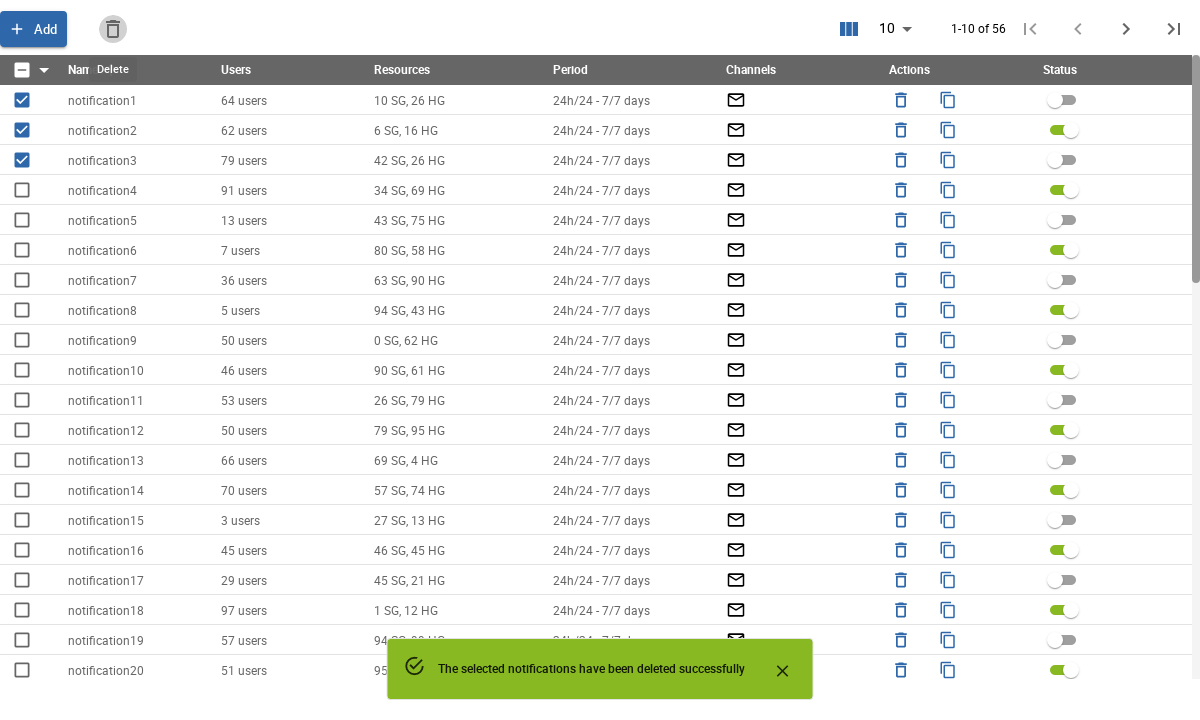 Add 10 1-10 of 56
Delete
Users Resources Period Channels Actions Status
notification1 64 users 10 SG, 26 HG 24h/24 - 7/7 days
notification2 62 users 6 SG, 16 HG 24h/24 - 7/7 days
notification3 79 users 42 SG, 26 HG 24h/24 - 7/7 days
notification4 91 users 34 SG, 69 HG 24h/24 - 7/7 days
notification5 13 users 43 SG, 75 HG 24h/24 - 7/7 days
notification6 7 users 80 SG, 58 HG 24h/24 - 7/7 days
notification7 36 users 63 SG, 90 HG 24h/24 - 7/7 days
notification8 5 users 94 SG, 43 HG 24h/24 - 7/7 days
notification9 50 users 0 SG, 62 HG 24h/24 - 7/7 days
notification10 46 users 90 SG, 61 HG 24h/24 - 7/7 days
notification11 53 users 26 SG, 79 HG 24h/24 - 7/7 days
notification12 50 users 79 SG, 95 HG 24h/24 - 7/7 days
notification13 66 users 69 SG, 4 HG 24h/24 - 7/7 days
notification14 70 users 57 SG, 74 HG 24h/24 - 7/7 days
notification15 3 users 27 SG, 13 HG 24h/24 - 7/7 days
notification16 45 users 46 SG, 45 HG 24h/24 - 7/7 days
notification17 29 users 45 SG, 21 HG 24h/24 - 7/7 days
notification18 97 users 1 SG, 12 HG 24h/24 - 7/7 days
notification19 57 users 94
notification20 51 users 95
The selected notifications have been deleted successfully